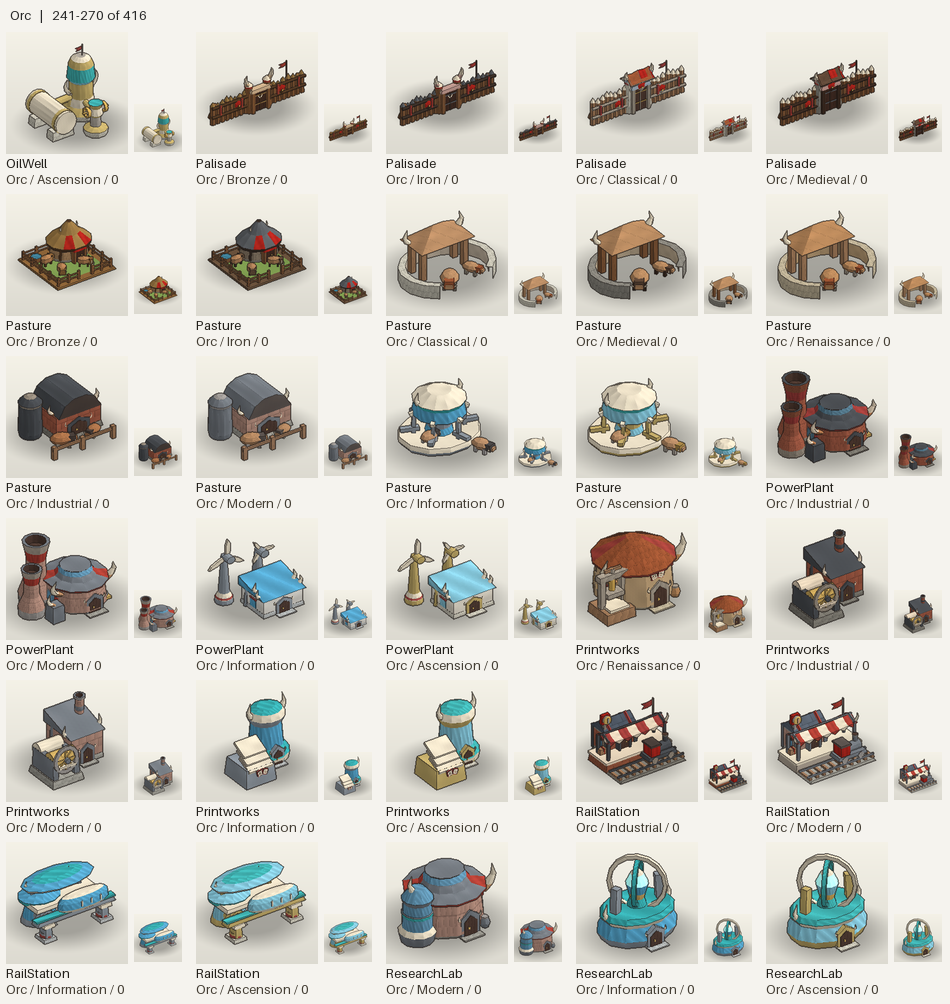 Orc | 241-270 of 416
OilWell
Orc / Ascension / 0
Palisade
Orc / Bronze / 0
Palisade
Orc / Iron / 0
Palisade
Orc / Classical / 0
Palisade
Orc / Medieval / 0
Pasture
Orc / Bronze / 0
Pasture
Orc / Iron / 0
Pasture
Orc / Classical / 0
Pasture
Orc / Medieval / 0
Pasture
Orc / Renaissance / 0
Pasture
Orc / Industrial / 0
Pasture
Orc / Modern / 0
Pasture
Orc / Information / 0
Pasture
Orc / Ascension / 0
PowerPlant
Orc / Industrial / 0
PowerPlant
Orc / Modern / 0
PowerPlant
Orc / Information / 0
PowerPlant
Orc / Ascension / 0
Printworks
Orc / Renaissance / 0
Printworks
Orc / Industrial / 0
Printworks
Orc / Modern / 0
Printworks
Orc / Information / 0
Printworks
Orc / Ascension / 0
RailStation
Orc / Industrial / 0
RailStation
Orc / Modern / 0
RailStation
Orc / Information / 0
RailStation
Orc / Ascension / 0
ResearchLab
Orc / Modern / 0
ResearchLab
Orc / Information / 0
ResearchLab
Orc / Ascension / 0